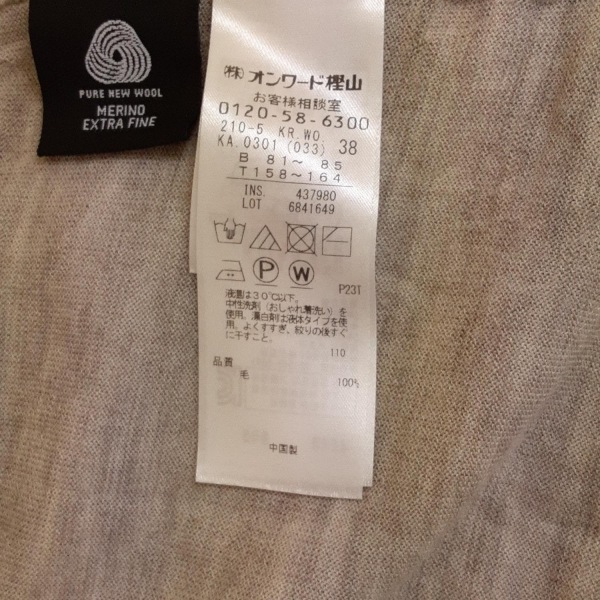 PURE NEW WOOL
MERINO
EXTRA FINE
㈱オンワード樫山
お客様相談室
0120-58-6300
210-5 KR.WO
KA.0301 (033) 38
B 81～ 85
T158～164
INS. 437980
LOT 6841649
P W
P23I
液温は30℃以下。
中性洗剤(おしゃれ着洗い)を
使用。漂白剤は液体タイプを使
用。よくすすぎ、絞りの後すぐ
に干すこと。
110
品質
毛 100%
中国製